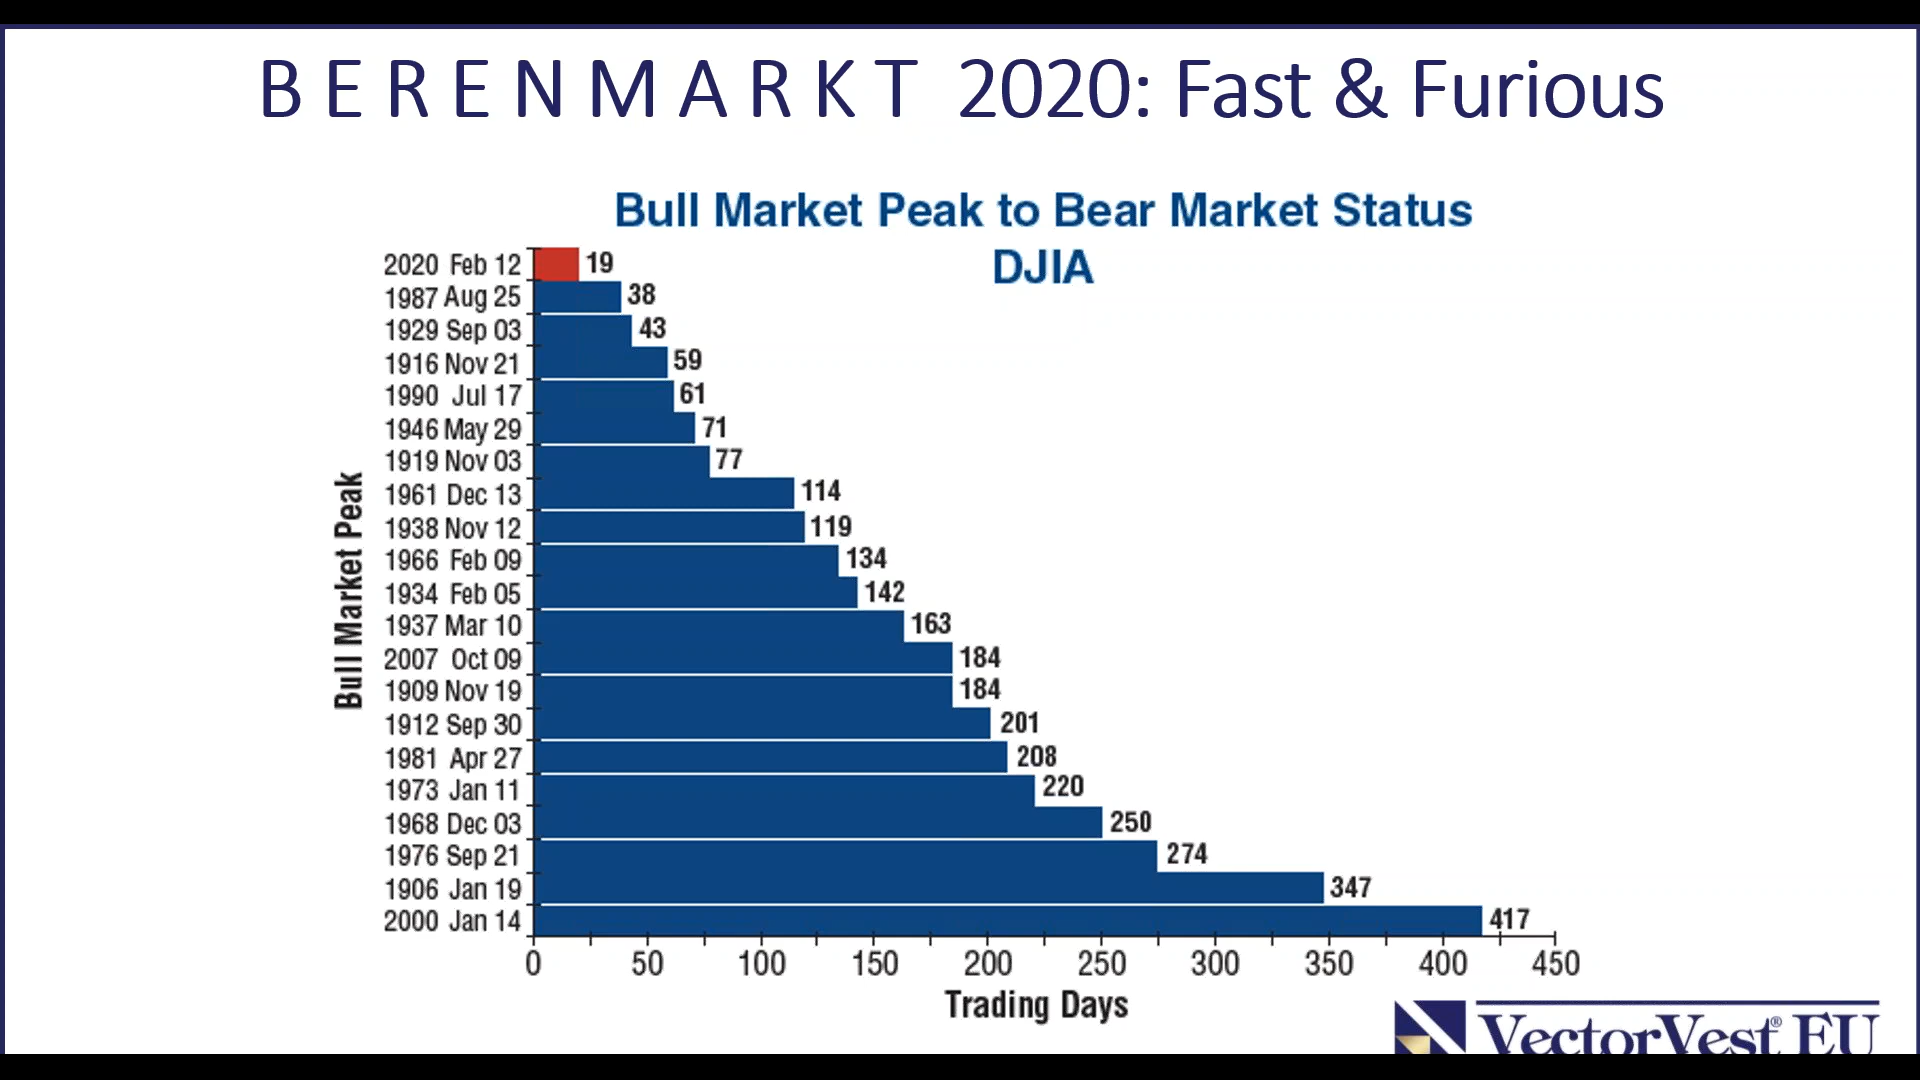 BERENMARKT 2020: Fast & Furious
Bull Market Peak to Bear Market Status
DJIA
Bull Market Peak
2020 Feb 12 19
1987 Aug 25 38
1929 Sep 03 43
1916 Nov 21 59
1990 Jul 17 61
1946 May 29 71
1919 Nov 03 77
1961 Dec 13 114
1938 Nov 12 119
1966 Feb 09 134
1934 Feb 05 142
1937 Mar 10 163
2007 Oct 09 184
1909 Nov 19 184
1912 Sep 30 201
1981 Apr 27 208
1973 Jan 11 220
1968 Dec 03 250
1976 Sep 21 274
1906 Jan 19 347
2000 Jan 14 417
0 50 100 150 200 250 300 350 400 450
Trading Days
VectorVest® EU